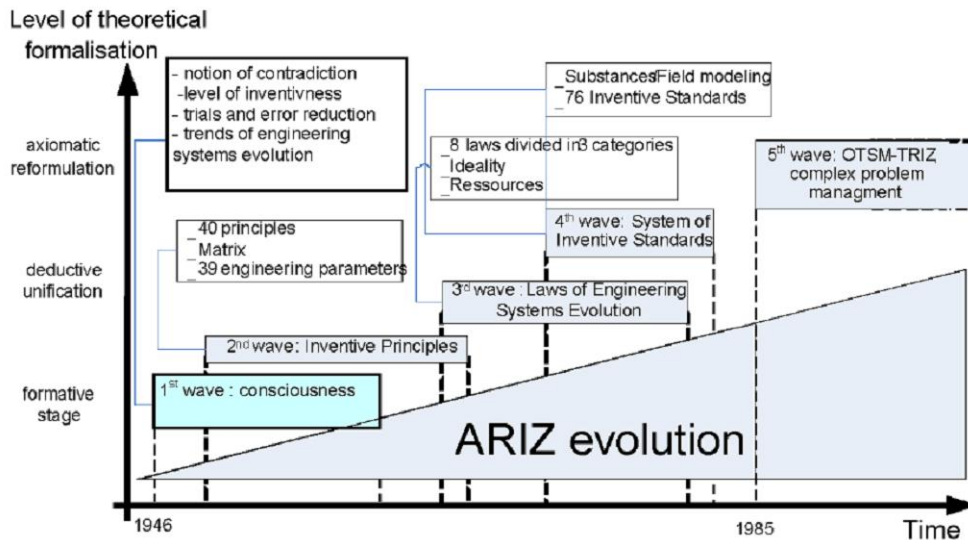 Level of theoretical
formalisation
- notion of contradiction
-level of inventivness
- trials and error reduction
- trends of engineering
systems evolution
_Substances/Field modeling
_76 Inventive Standards
axiomatic
reformulation
_8 laws divided in3 categories
_Ideality
_Ressources
5th wave: OTSM-TRIZ
complex problem
managment
_40 principles
_Matrix
_39 engineering parameters
4th wave: System of
Inventive Standards
deductive
unification
3rd wave : Laws of Engineering
Systems Evolution
2nd wave: Inventive Principles
formative
stage
1st wave : consciousness
ARIZ evolution
1946
1985
Time